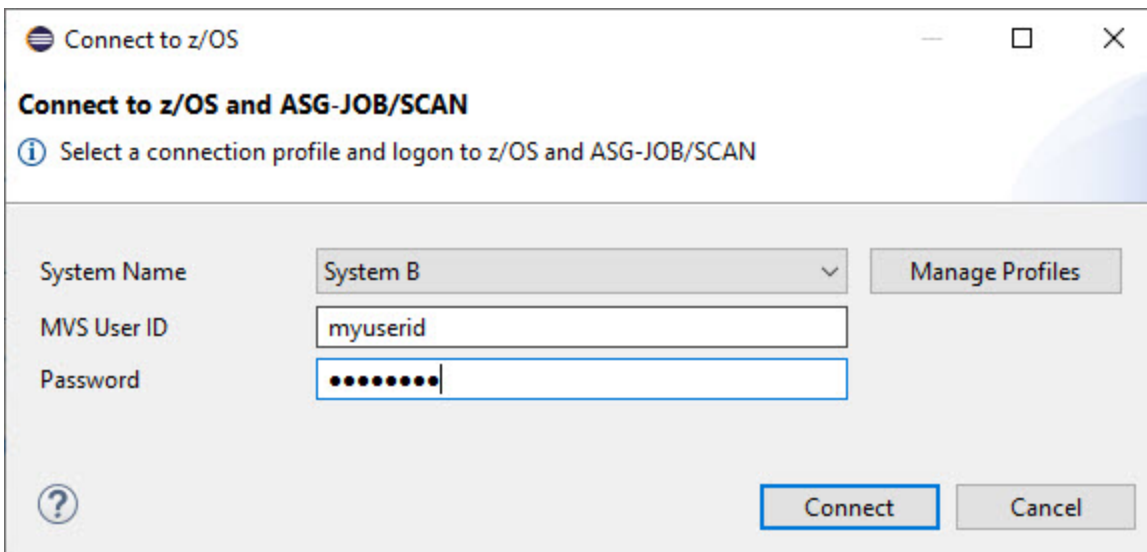 Connect to z/OS
Connect to z/OS and ASG-JOB/SCAN
Select a connection profile and logon to z/OS and ASG-JOB/SCAN
System Name System B Manage Profiles
MVS User ID myuserid
Password ••••••••
? Connect Cancel